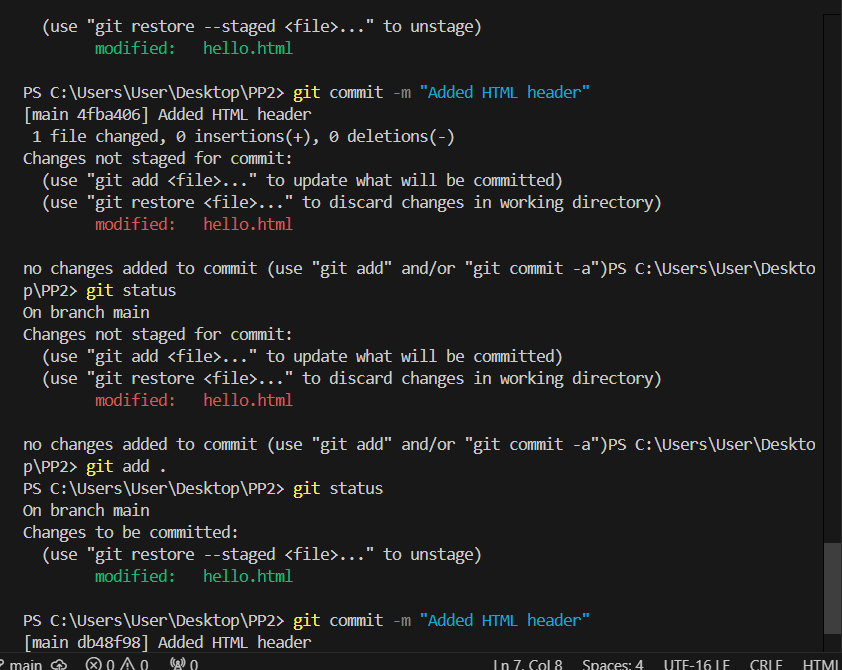 (use "git restore --staged <file>..." to unstage)
modified:   hello.html
PS C:\Users\User\Desktop\PP2> git commit -m "Added HTML header"
[main 4fba406] Added HTML header
1 file changed, 0 insertions(+), 0 deletions(-)
Changes not staged for commit:
(use "git add <file>..." to update what will be committed)
(use "git restore <file>..." to discard changes in working directory)
modified:   hello.html
no changes added to commit (use "git add" and/or "git commit -a")PS C:\Users\User\Deskto
p\PP2> git status
On branch main
Changes not staged for commit:
(use "git add <file>..." to update what will be committed)
(use "git restore <file>..." to discard changes in working directory)
modified:   hello.html
no changes added to commit (use "git add" and/or "git commit -a")PS C:\Users\User\Deskto
p\PP2> git add .
PS C:\Users\User\Desktop\PP2> git status
On branch main
Changes to be committed:
(use "git restore --staged <file>..." to unstage)
modified:   hello.html
PS C:\Users\User\Desktop\PP2> git commit -m "Added HTML header"
[main db48f98] Added HTML header
main 0 0 0 Ln 7, Col 8 Spaces: 4 UTF-16 LE CRLF HTML